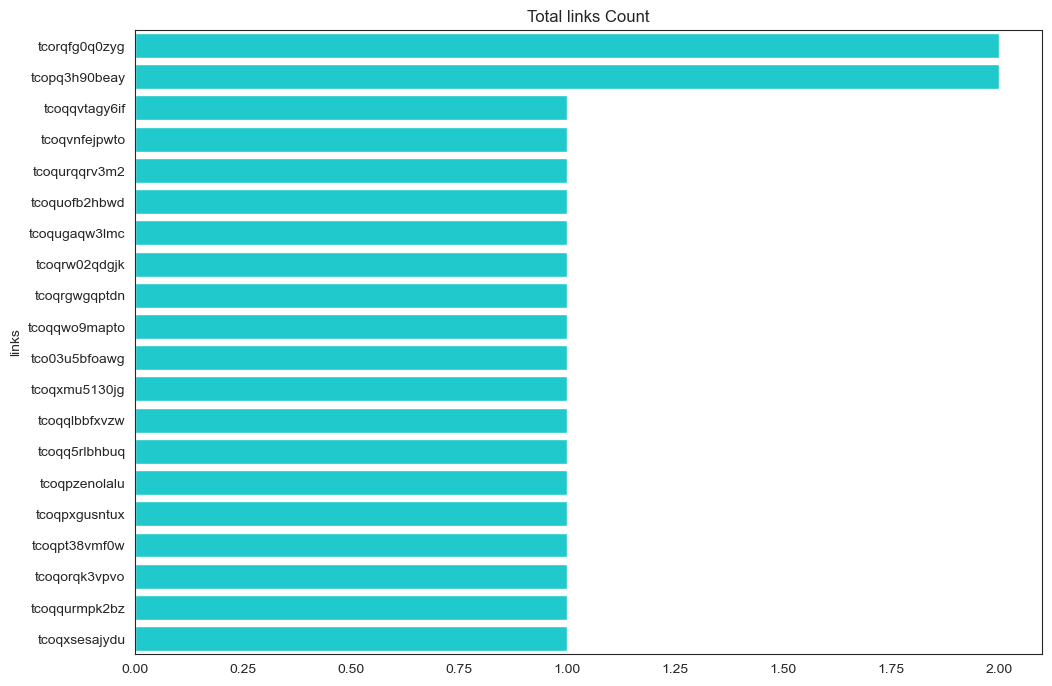 Total links Count
tcorqfg0q0zyg
tcopq3h90beay
tcoqqvtagy6if
tcoqvnfejpwto
tcoqurqqrv3m2
tcoquofb2hbwd
tcoqugaqw3lmc
tcoqrw02qdgjk
tcoqrgwgqptdn
tcoqqwo9mapto
tco03u5bfoawg
tcoqxmu5130jg
tcoqqlbbfxvzw
tcoqq5rlbhbuq
tcoqpzenolalu
tcoqpxgusntux
tcoqpt38vmf0w
tcoqorqk3vpvo
tcoqqurmpk2bz
tcoqxsesajydu
links
0.00 0.25 0.50 0.75 1.00 1.25 1.50 1.75 2.00